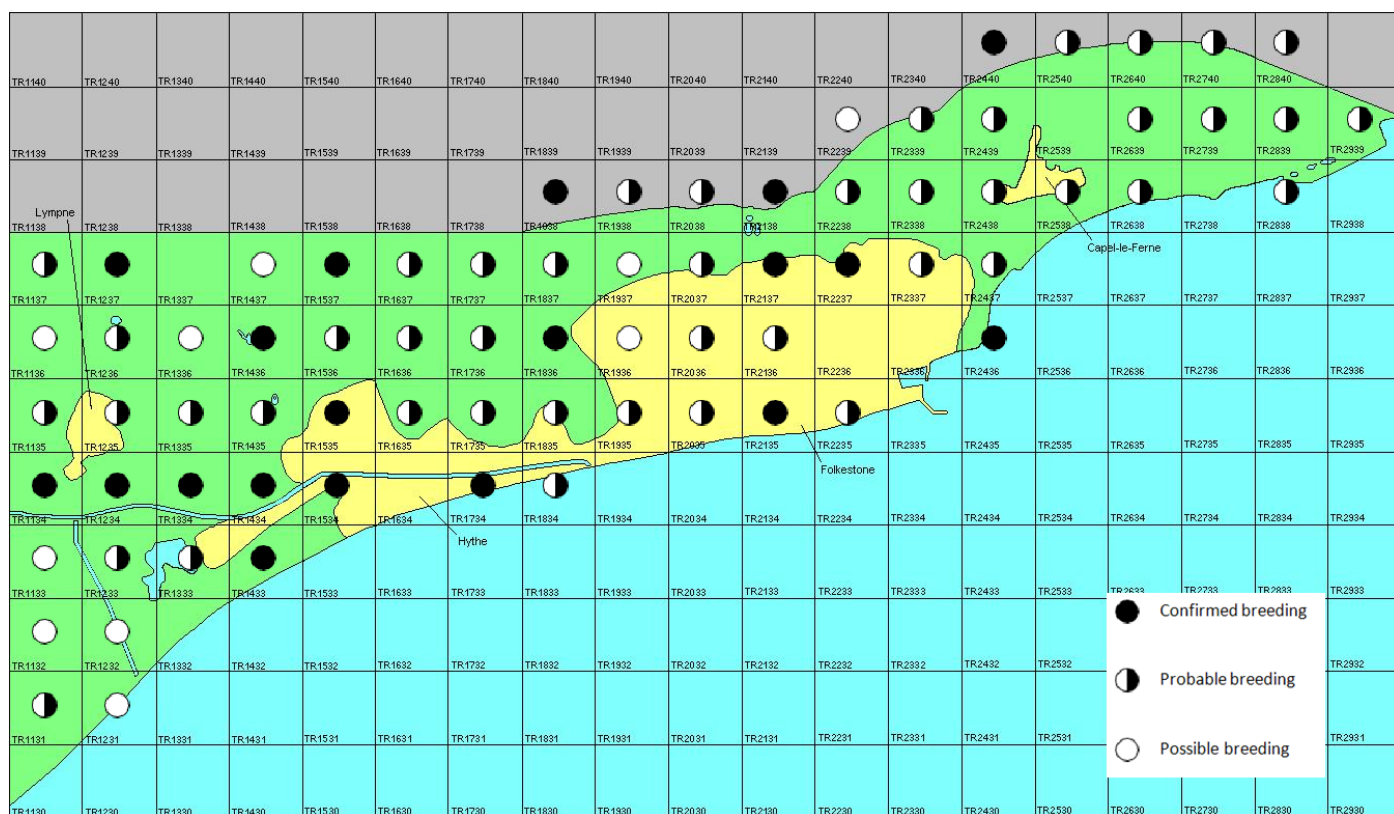 TR1140 TR1240 TR1340 TR1440 TR1540 TR1640 TR1740 TR1840 TR1940 TR2040 TR2140 TR2240 TR2340 TR2440 TR2540 TR2640 TR2740 TR2840
TR1139 TR1239 TR1339 TR1439 TR1539 TR1639 TR1739 TR1839 TR1939 TR2039 TR2139 TR2239 TR2339 TR2439 TR2539 TR2639 TR2739 TR2839 TR2939
Lympne
TR1138 TR1238 TR1338 TR1438 TR1538 TR1638 TR1738 TR1838 TR1938 TR2038 TR2138 TR2238 TR2338 TR2438 TR2538 TR2638 TR2738 TR2838 TR2938
Capel-le-Ferne
TR1137 TR1237 TR1337 TR1437 TR1537 TR1637 TR1737 TR1837 TR1937 TR2037 TR2137 TR2237 TR2337 TR2437 TR2537 TR2637 TR2737 TR2837 TR2937
TR1136 TR1236 TR1336 TR1436 TR1536 TR1636 TR1736 TR1836 TR1936 TR2036 TR2136 TR2236 TR2336 TR2436 TR2536 TR2636 TR2736 TR2836 TR2936
TR1135 TR1235 TR1335 TR1435 TR1535 TR1635 TR1735 TR1835 TR1935 TR2035 TR2135 TR2235 TR2335 TR2435 TR2535 TR2635 TR2735 TR2835 TR2935
Folkestone
TR1134 TR1234 TR1334 TR1434 TR1534 TR1634 TR1734 TR1834 TR1934 TR2034 TR2134 TR2234 TR2334 TR2434 TR2534 TR2634 TR2734 TR2834 TR2934
Hythe
TR1133 TR1233 TR1333 TR1433 TR1533 TR1633 TR1733 TR1833 TR1933 TR2033 TR2133 TR2233 TR2333 TR2433 TR2533 TR2633 TR2733 TR2833 TR2933
Confirmed breeding
TR1132 TR1232 TR1332 TR1432 TR1532 TR1632 TR1732 TR1832 TR1932 TR2032 TR2132 TR2232 TR2332 TR2432 TR2532 TR2932
Probable breeding
TR1131 TR1231 TR1331 TR1431 TR1531 TR1631 TR1731 TR1831 TR1931 TR2031 TR2131 TR2231 TR2331 TR2431 TR2531 TR2931
Possible breeding
TR1130 TR1230 TR1330 TR1430 TR1530 TR1630 TR1730 TR1830 TR1930 TR2030 TR2130 TR2230 TR2330 TR2430 TR2530 TR2630 TR2730 TR2830 TR2930